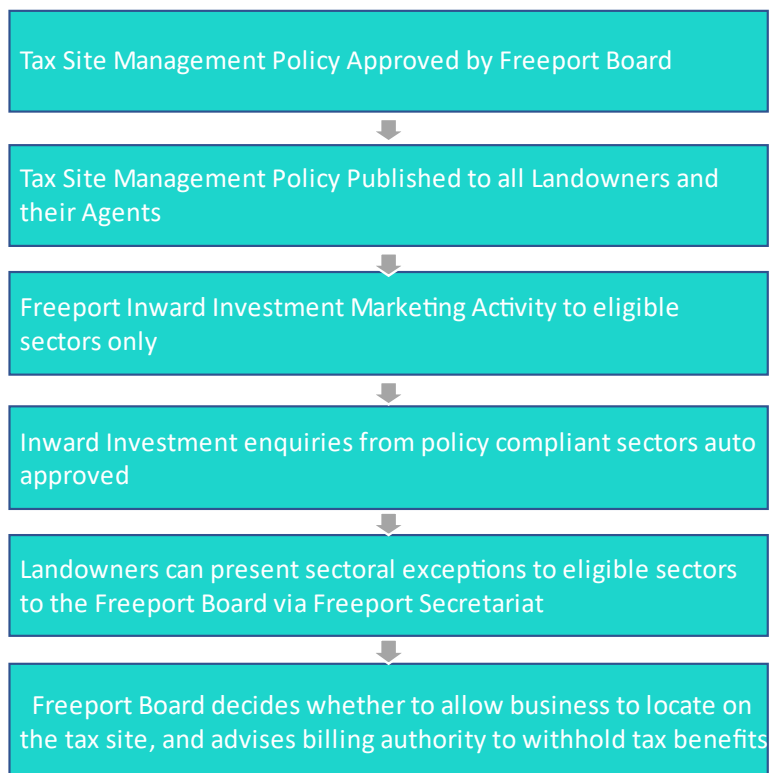 Tax Site Management Policy Approved by Freeport Board
Tax Site Management Policy Published to all Landowners and
their Agents
Freeport Inward Investment Marketing Activity to eligible
sectors only
Inward Investment enquiries from policy compliant sectors auto
approved
Landowners can present sectoral exceptions to eligible sectors
to the Freeport Board via Freeport Secretariat
Freeport Board decides whether to allow business to locate on
the tax site, and advises billing authority to withhold tax benefits